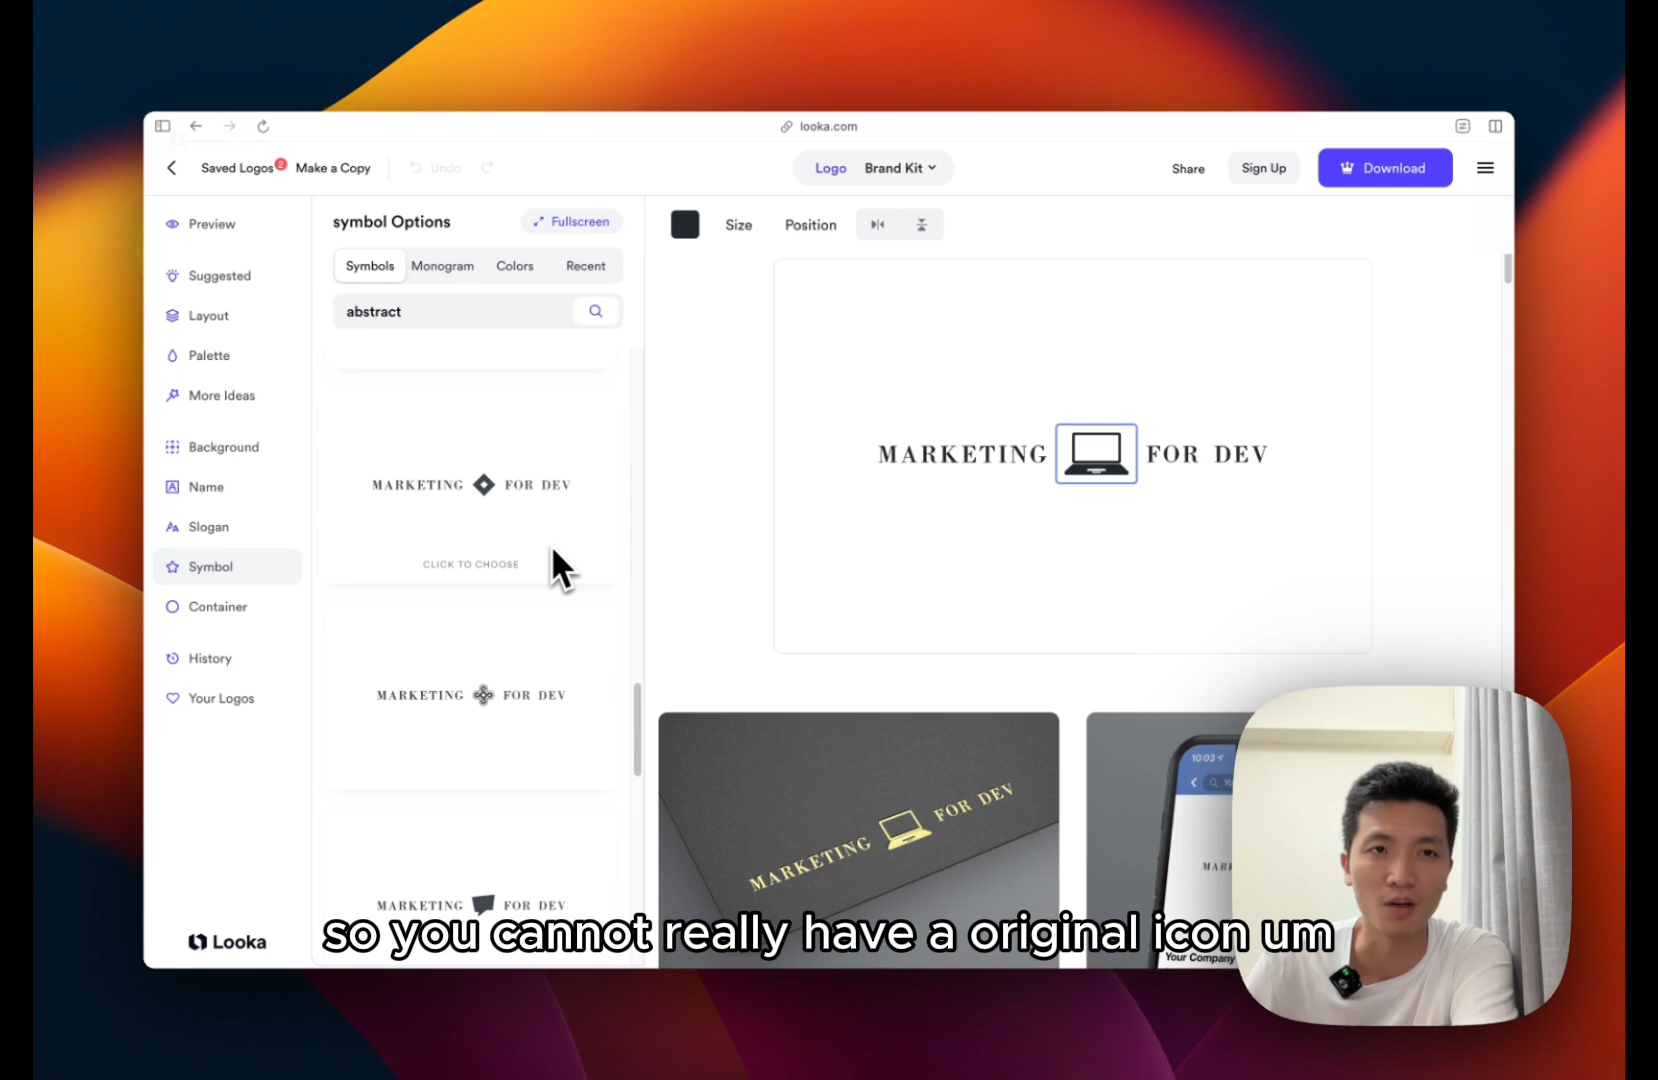 looka.com
Saved Logos 2 Make a Copy Undo Logo Brand Kit Share Sign Up Download
Preview
Suggested
Layout
Palette
More Ideas
Background
Name
Slogan
Symbol
Container
History
Your Logos
Looka
symbol Options Fullscreen
Symbols Monogram Colors Recent
abstract
MARKETING FOR DEV
CLICK TO CHOOSE
MARKETING FOR DEV
MARKETING FOR DEV
Size Position
MARKETING FOR DEV
MARKETING FOR DEV
10:03
Your Company
so you cannot really have a original icon um